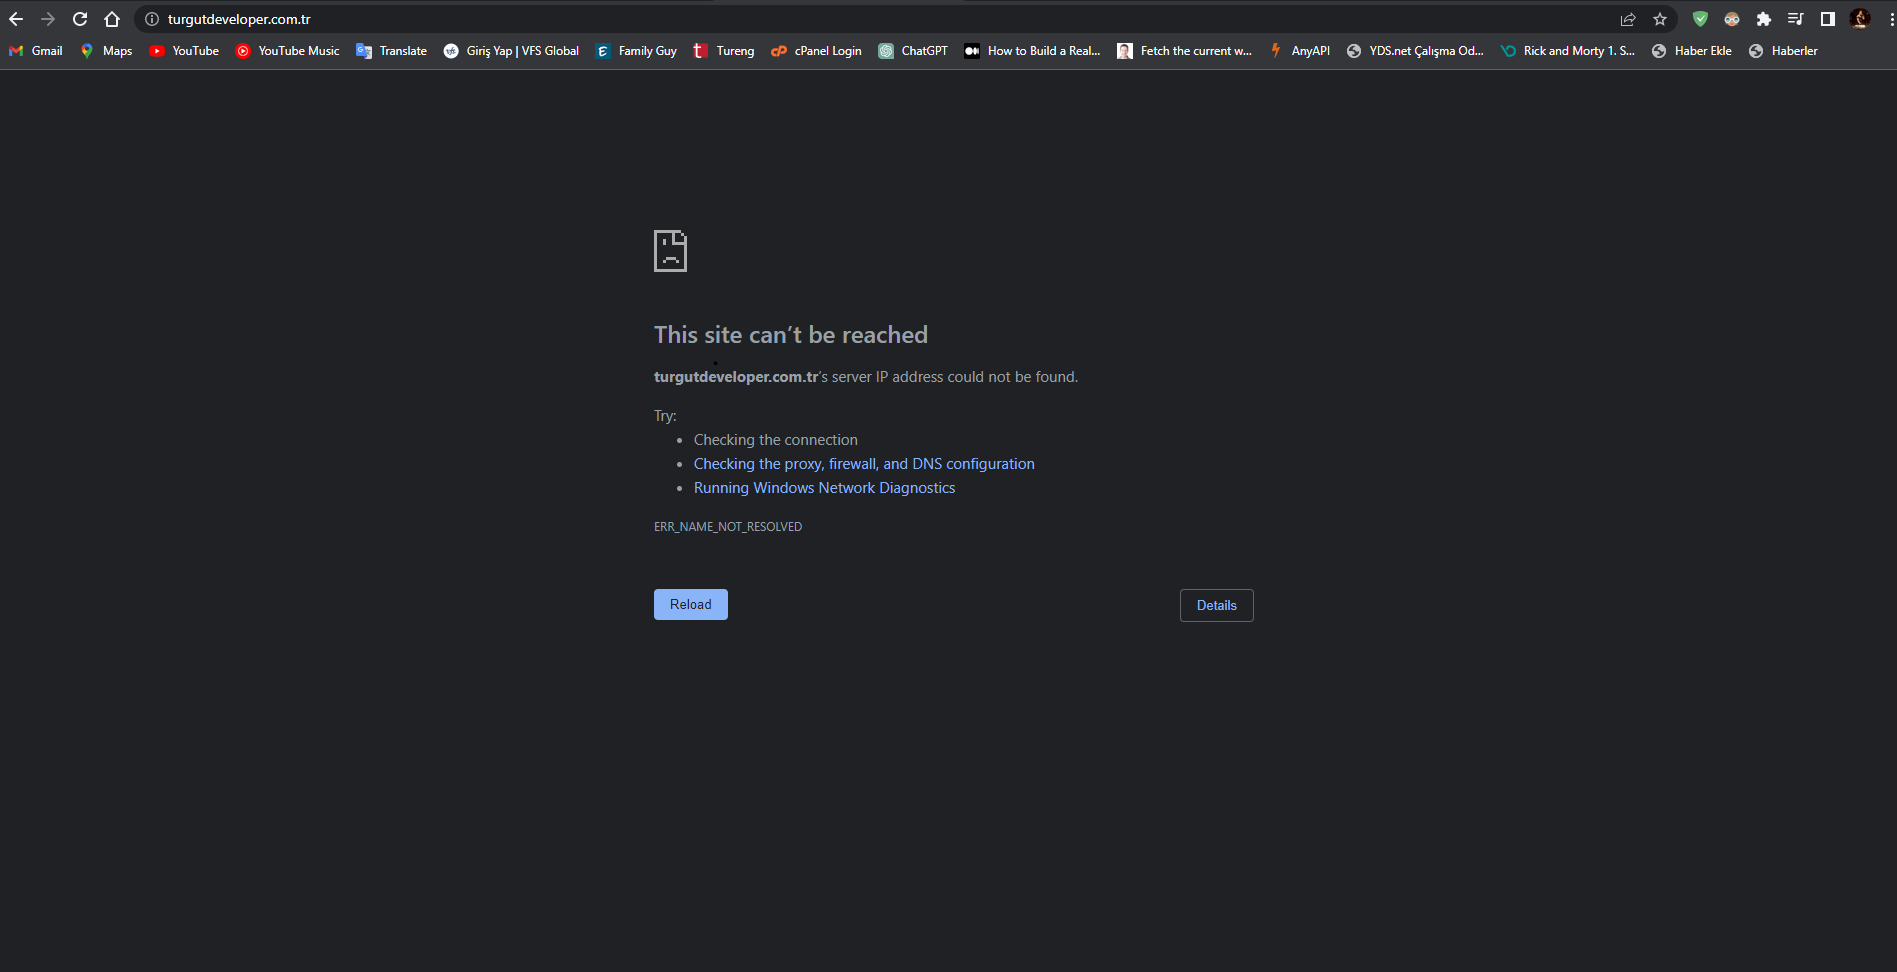 turgutdeveloper.com.tr
Gmail Maps YouTube YouTube Music Translate Giriş Yap | VFS Global Family Guy Tureng cPanel Login ChatGPT How to Build a Real... Fetch the current w... AnyAPI YDS.net Çalışma Od... Rick and Morty 1. S... Haber Ekle Haberler
This site can’t be reached
turgutdeveloper.com.tr’s server IP address could not be found.
Try:
• Checking the connection
• Checking the proxy, firewall, and DNS configuration
• Running Windows Network Diagnostics
ERR_NAME_NOT_RESOLVED
Reload Details